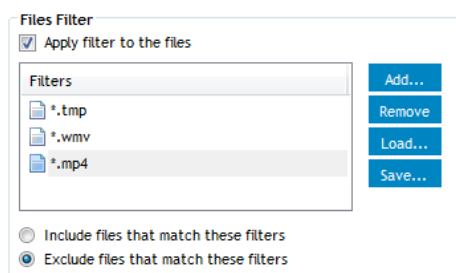 Files Filter
Apply filter to the files
Filters
Add...
*.tmp
Remove
*.wmv
Load...
*.mp4
Save...
Include files that match these filters
Exclude files that match these filters